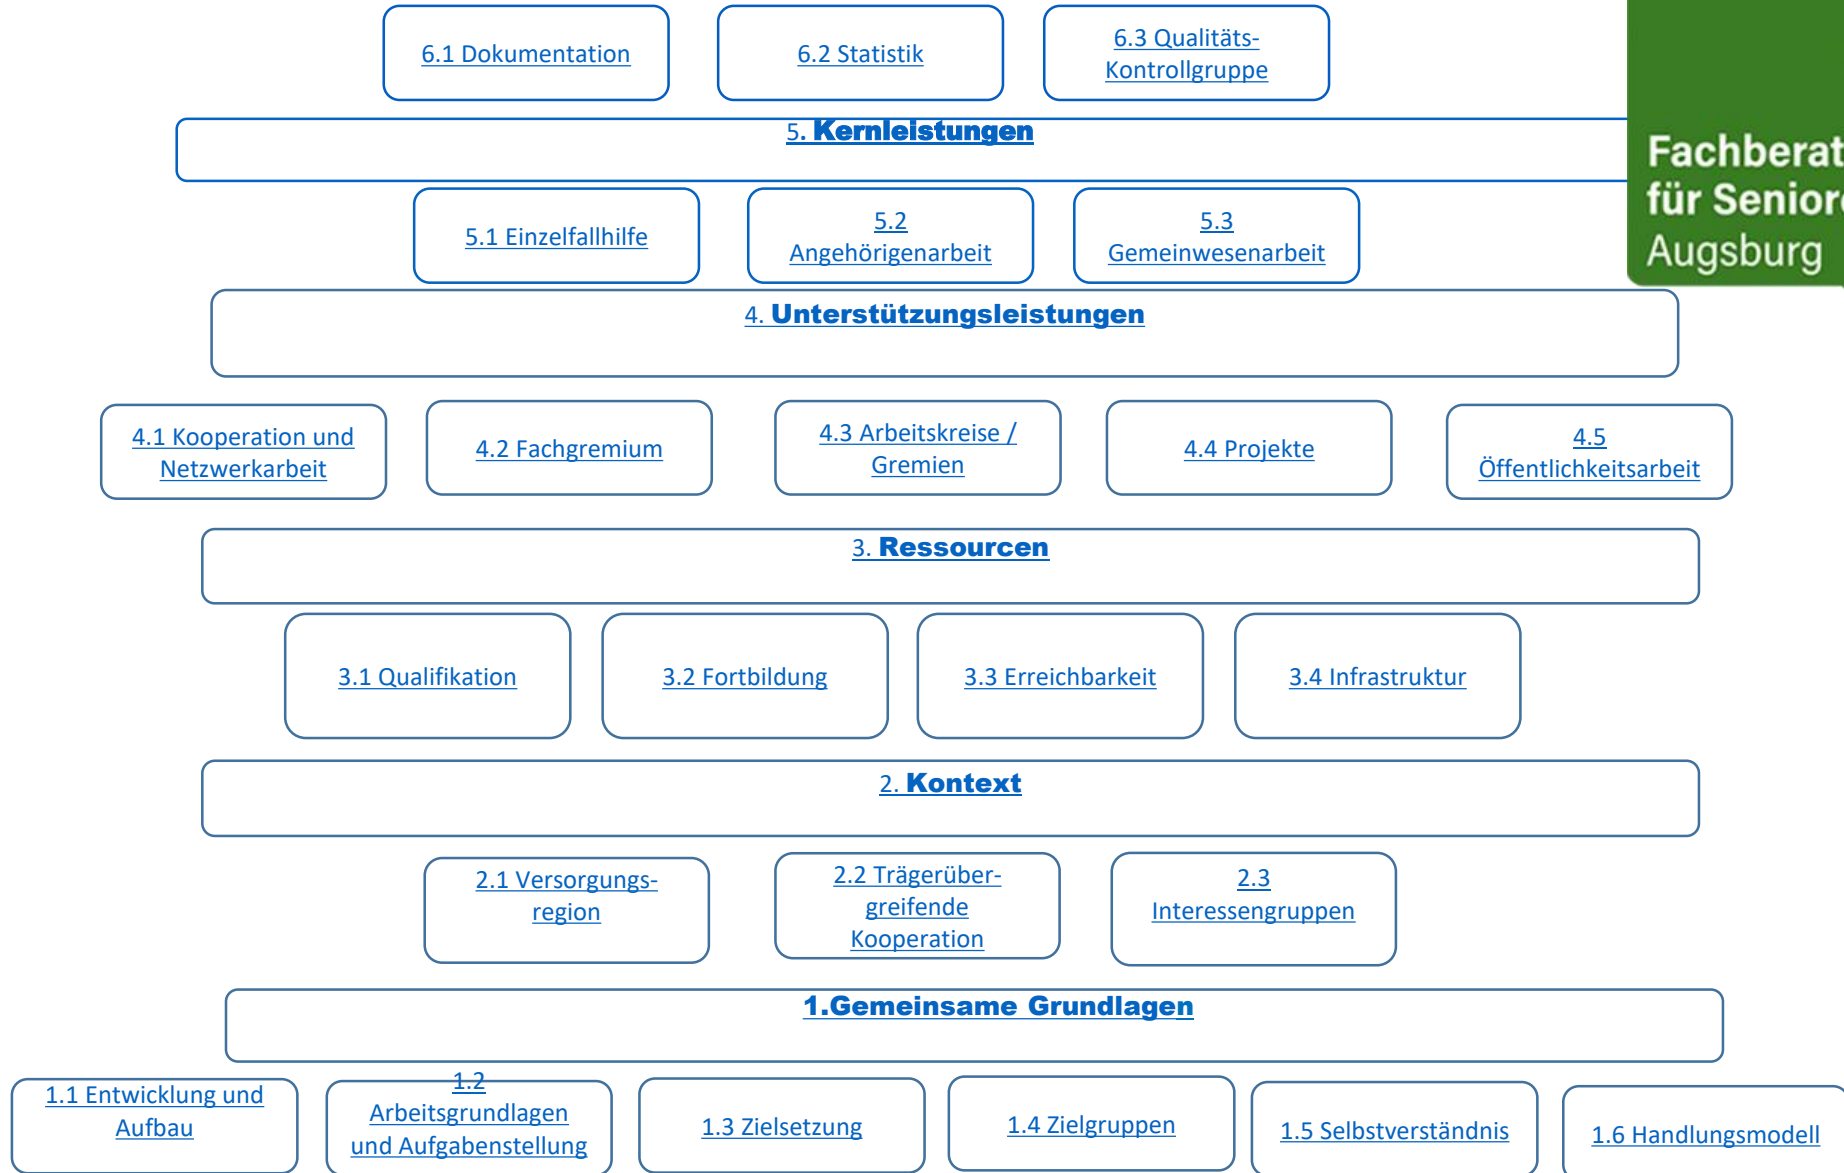 6.1 Dokumentation
6.2 Statistik
6.3 Qualitäts-
Kontrollgruppe
5. Kernleistungen
Fachberat
für Senior
Augsburg
5.1 Einzelfallhilfe
5.2
Angehörigenarbeit
5.3
Gemeinwesenarbeit
4. Unterstützungsleistungen
4.1 Kooperation und
Netzwerkarbeit
4.2 Fachgremium
4.3 Arbeitskreise /
Gremien
4.4 Projekte
4.5
Öffentlichkeitsarbeit
3. Ressourcen
3.1 Qualifikation
3.2 Fortbildung
3.3 Erreichbarkeit
3.4 Infrastruktur
2. Kontext
2.1 Versorgungs-
region
2.2 Trägerüber-
greifende
Kooperation
2.3
Interessengruppen
1.Gemeinsame Grundlagen
1.1 Entwicklung und
Aufbau
1.2
Arbeitsgrundlagen
und Aufgabenstellung
1.3 Zielsetzung
1.4 Zielgruppen
1.5 Selbstverständnis
1.6 Handlungsmodell